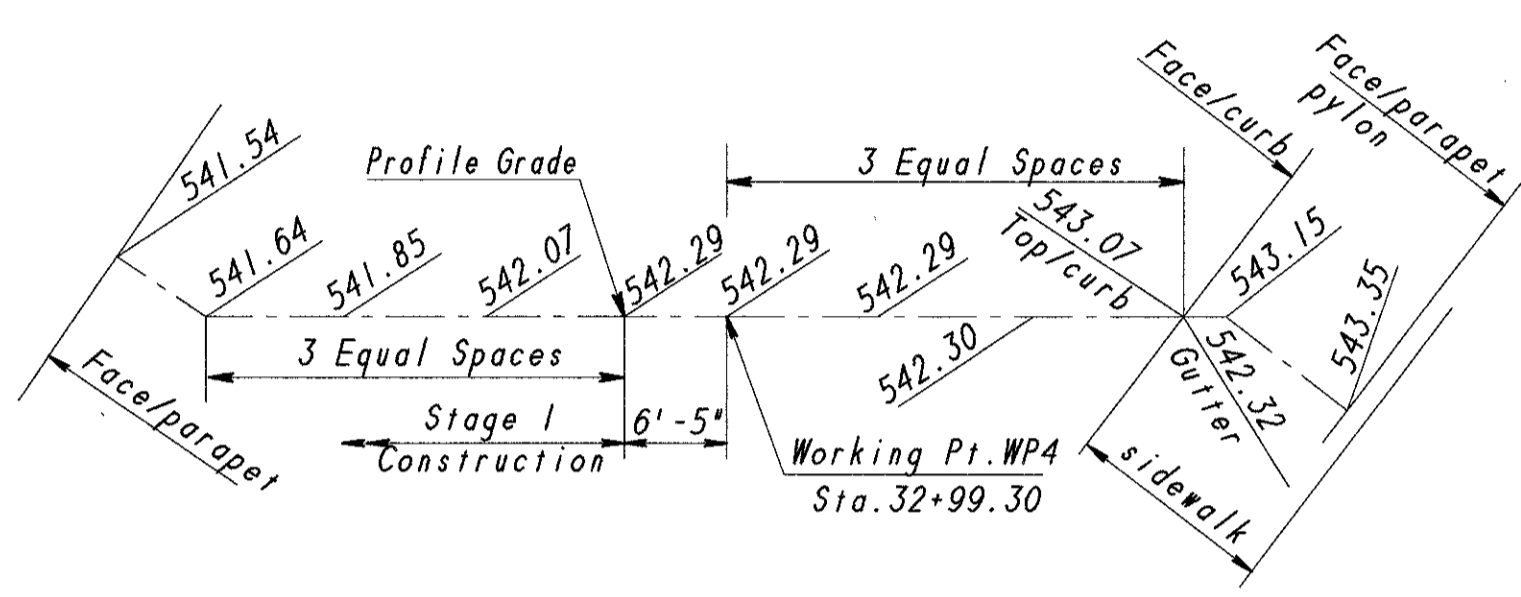 Face/curb
Face/parapet
pylon
541.54
Profile Grade
3 Equal Spaces
541.64
541.85
542.07
542.29
542.29
542.29
543.07
Top/curb
543.15
543.35
3 Equal Spaces
542.30
542.32
Gutter
Face/parapet
Stage I
Construction
6'-5"
Working Pt. WP4
Sta. 32+99.30
sidewalk